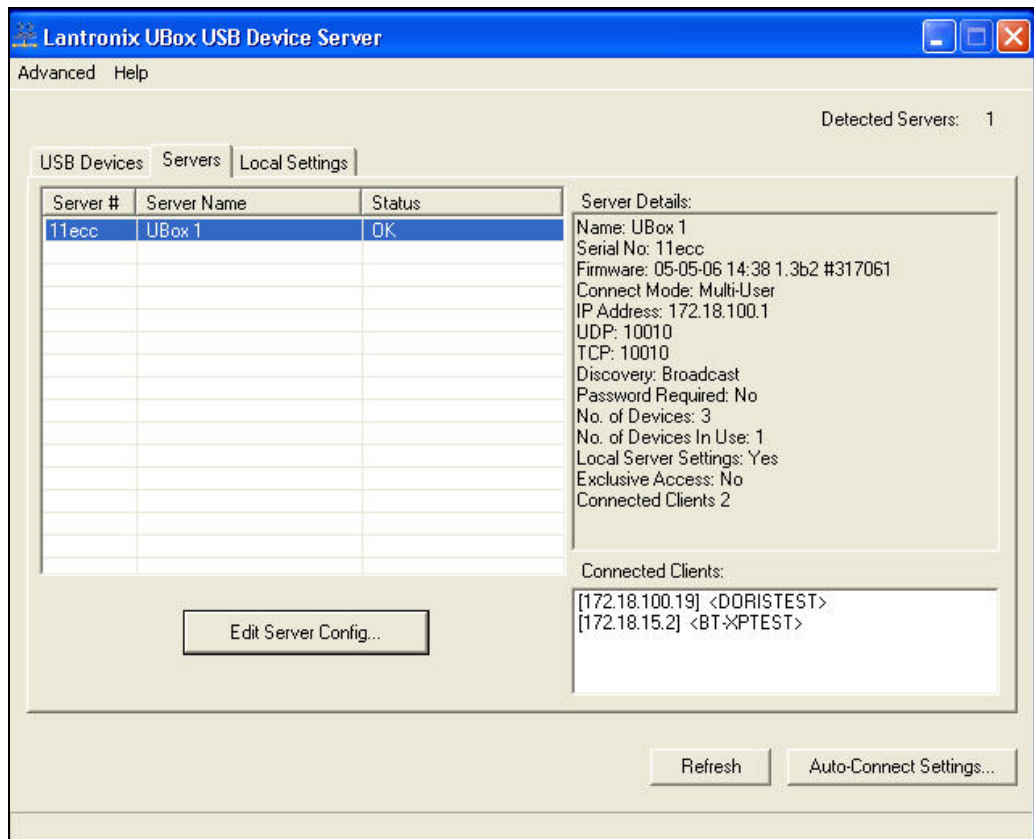 Lantronix UBox USB Device Server
Advanced Help
Detected Servers: 1
USB Devices Servers Local Settings
Server # Server Name Status
11ecc UBox 1 OK
Server Details:
Name: UBox 1
Serial No: 11ecc
Firmware: 05-05-06 14:38 1.3b2 #317061
Connect Mode: Multi-User
IP Address: 172.18.100.1
UDP: 10010
TCP: 10010
Discovery: Broadcast
Password Required: No
No. of Devices: 3
No. of Devices In Use: 1
Local Server Settings: Yes
Exclusive Access: No
Connected Clients 2
Connected Clients:
[172.18.100.19] <DORISTEST>
[172.18.15.2] <BT-XPTEST>
Edit Server Config...
Refresh Auto-Connect Settings...